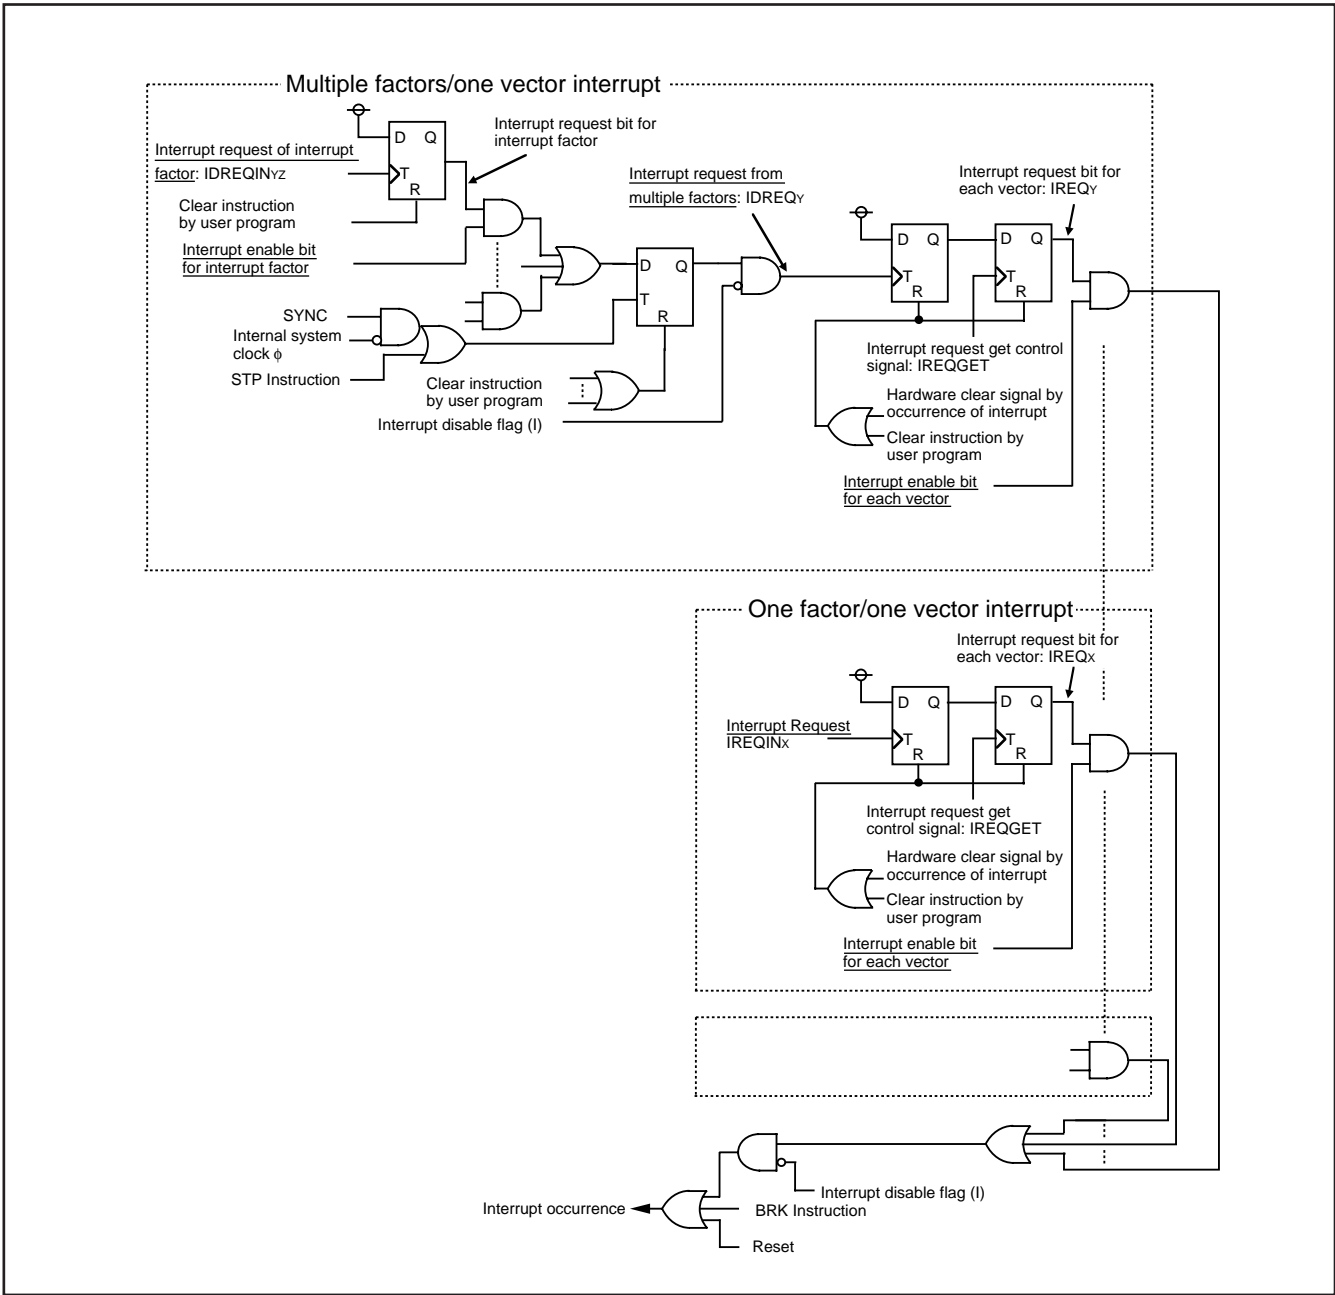 Multiple factors/one vector interrupt
D Q
T
R
Interrupt request bit for
interrupt factor
Interrupt request of interrupt
factor: IDREQINYZ
Clear instruction
by user program
Interrupt enable bit
for interrupt factor
Interrupt request from
multiple factors: IDREQY
Interrupt request bit for
each vector: IREQY
D Q
T
R
D Q
T
R
D Q
T
R
SYNC
Internal system
clock ϕ
STP Instruction
Clear instruction
by user program
Interrupt disable flag (I)
Interrupt request get control
signal: IREQGET
Hardware clear signal by
occurrence of interrupt
Clear instruction by
user program
Interrupt enable bit
for each vector
One factor/one vector interrupt
Interrupt request bit for
each vector: IREQX
D Q
T
R
D Q
T
R
Interrupt Request
IREQINX
Interrupt request get
control signal: IREQGET
Hardware clear signal by
occurrence of interrupt
Clear instruction by
user program
Interrupt enable bit
for each vector
Interrupt disable flag (I)
Interrupt occurrence
BRK Instruction
Reset